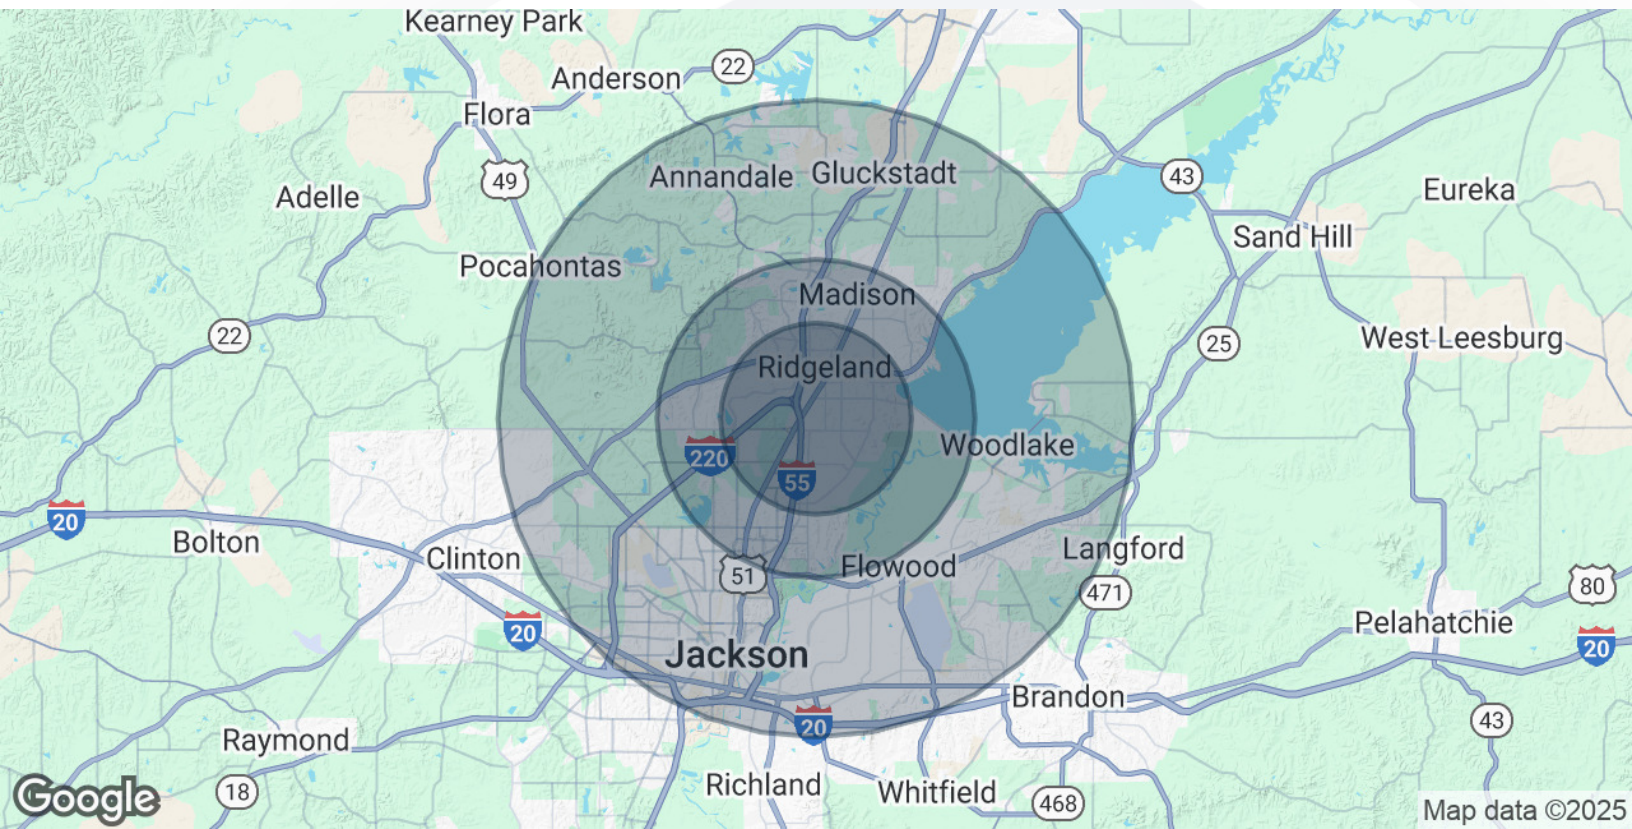 Kearney Park
Anderson
22
Flora
49
Annandale
Gluckstadt
43
Eureka
Adelle
Sand Hill
Pocahontas
Madison
22
25
West Leesburg
Ridgeland
Woodlake
220
55
20
Bolton
Clinton
Langford
Flowood
51
471
80
20
Pelahatchie
20
Jackson
Brandon
43
20
Raymond
Richland
Whitfield
18
468
Google
Map data ©2025